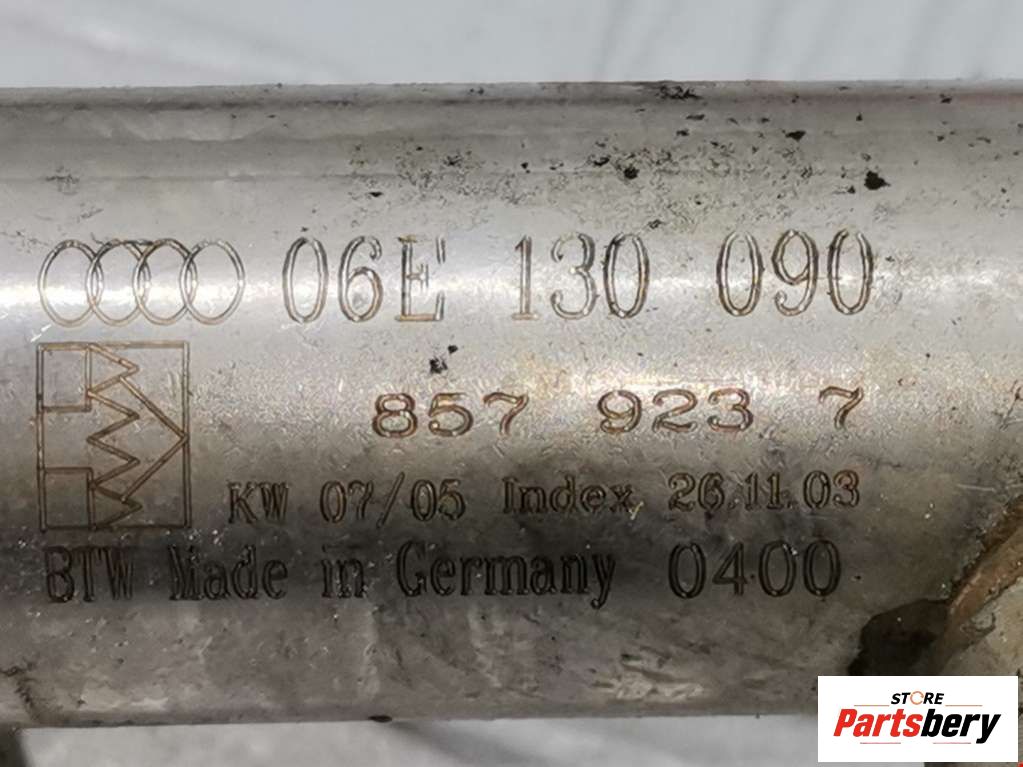 06E 130 090
857 923 7
KW 07/05 Index 26.11.03
BTW Made in Germany 0400
STORE
Partsbery